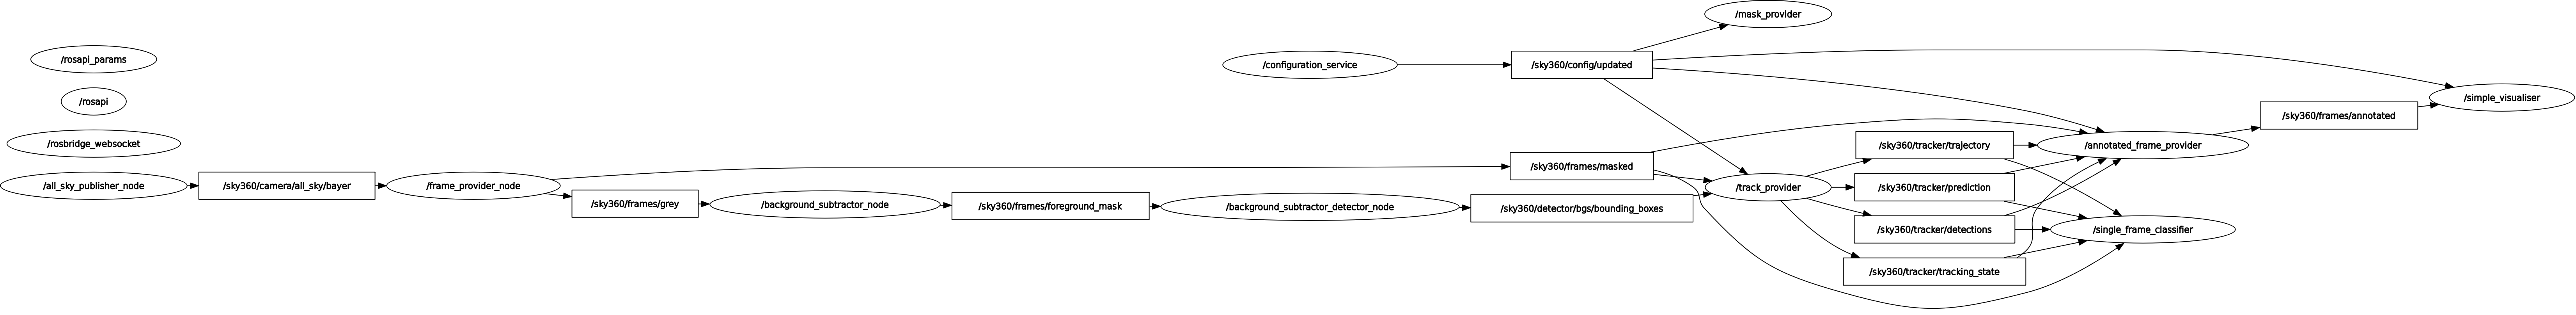 /mask_provider
/rosapi_params
/configuration_service
/sky360/config/updated
/rosapi
/simple_visualiser
/sky360/frames/annotated
/rosbridge_websocket
/sky360/tracker/trajectory
/annotated_frame_provider
/sky360/frames/masked
/all_sky_publisher_node
/sky360/camera/all_sky/bayer
/frame_provider_node
/track_provider
/sky360/tracker/prediction
/sky360/frames/grey
/background_subtractor_node
/sky360/frames/foreground_mask
/background_subtractor_detector_node
/sky360/detector/bgs/bounding_boxes
/sky360/tracker/detections
/single_frame_classifier
/sky360/tracker/tracking_state